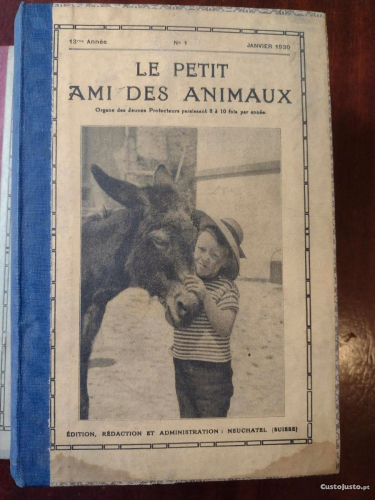 13me Année No 1 JANVIER 1930
LE PETIT
AMI DES ANIMAUX
Organe des Jeunes Protecteurs paraissant 8 à 10 fois par année.
ÉDITION, RÉDACTION ET ADMINISTRATION : NEUCHATEL (SUISSE)
CustoJusto.pt